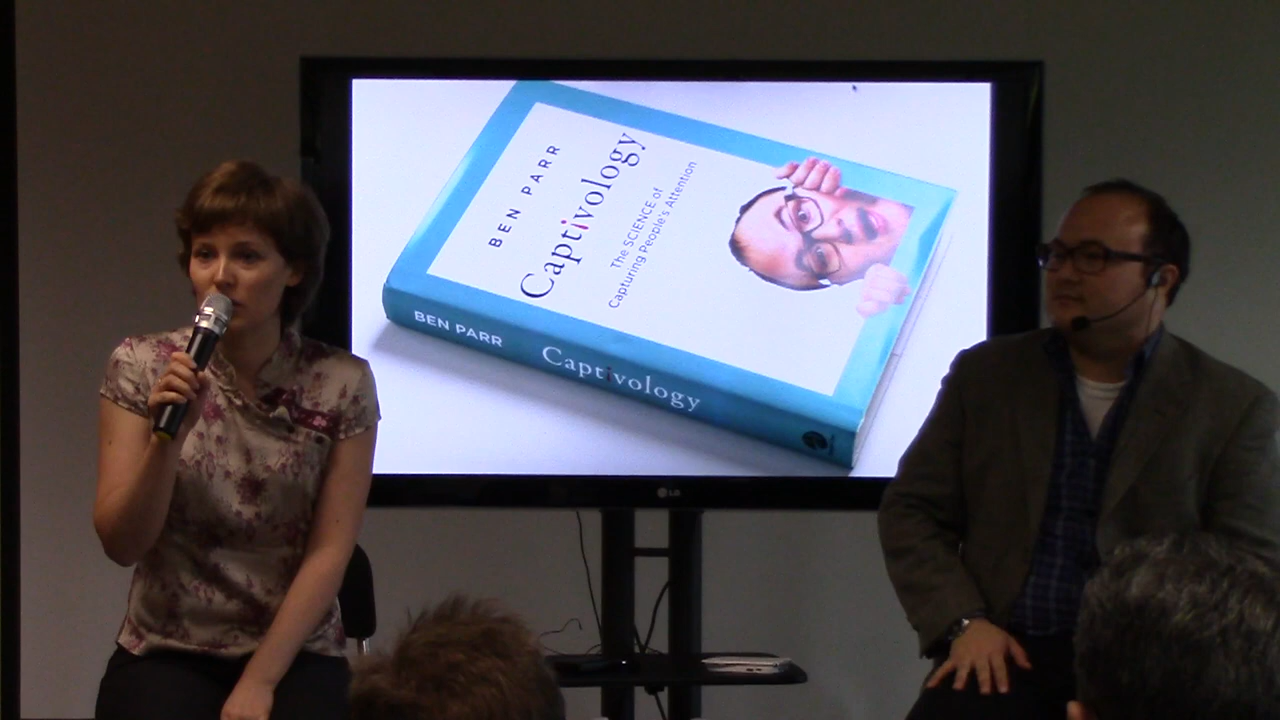 BEN PARR
Captivology
The SCIENCE of
Capturing People's Attention
BEN PARR
Captivology
LG